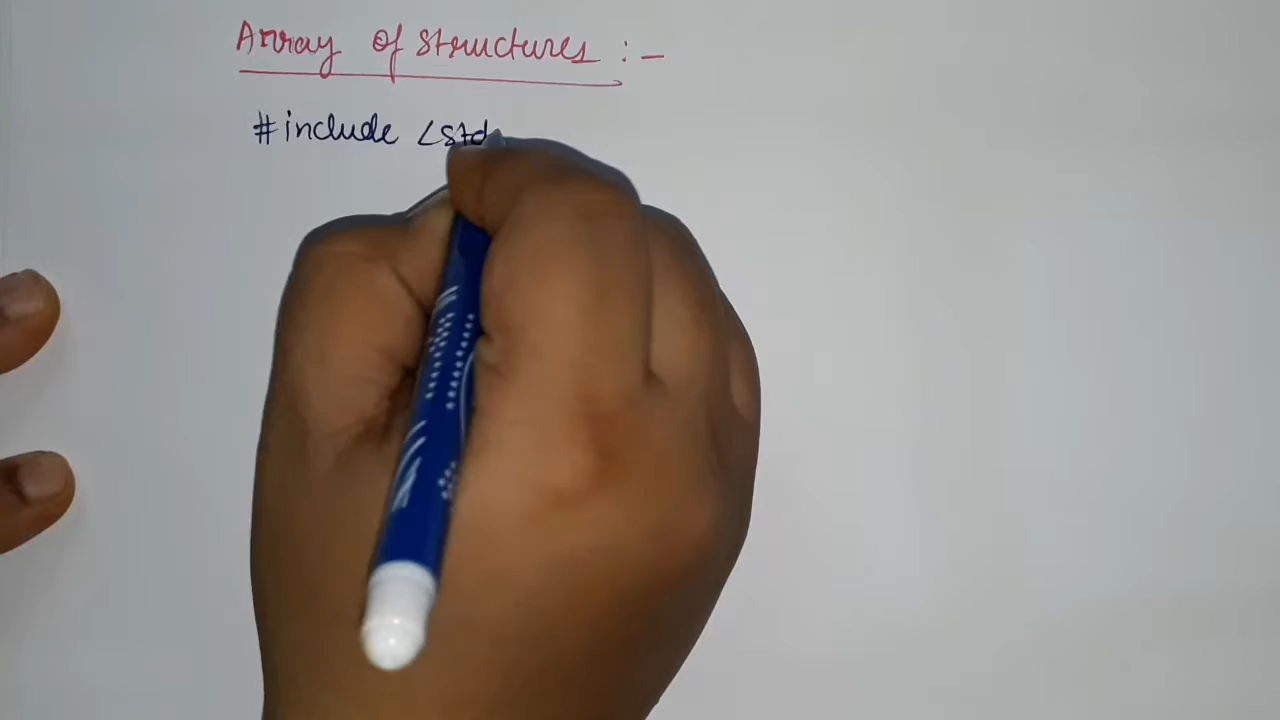 Array of structures :-
#include <std